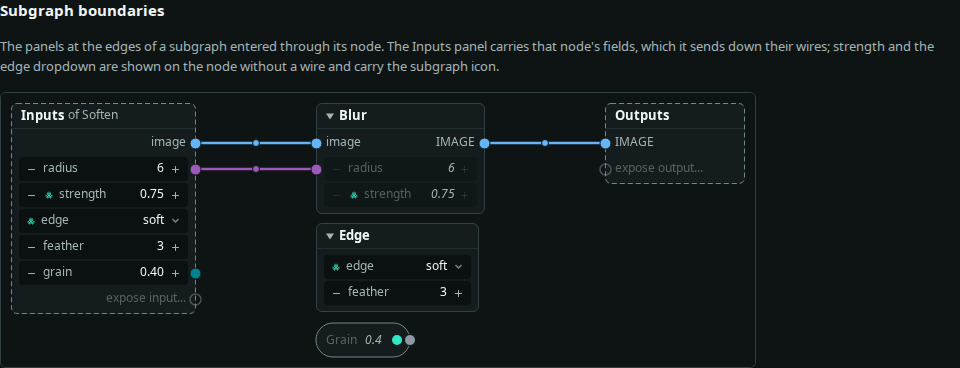 Subgraph boundaries
The panels at the edges of a subgraph entered through its node. The Inputs panel carries that node's fields, which it sends down their wires; strength and the
edge dropdown are shown on the node without a wire and carry the subgraph icon.
Inputs of Soften
image
− radius 6 +
− strength 0.75 +
edge soft
− feather 3 +
− grain 0.40 +
expose input...
Blur
image IMAGE
− radius 6 +
− strength 0.75 +
Edge
edge soft
− feather 3 +
Grain 0.4
Outputs
IMAGE
expose output...